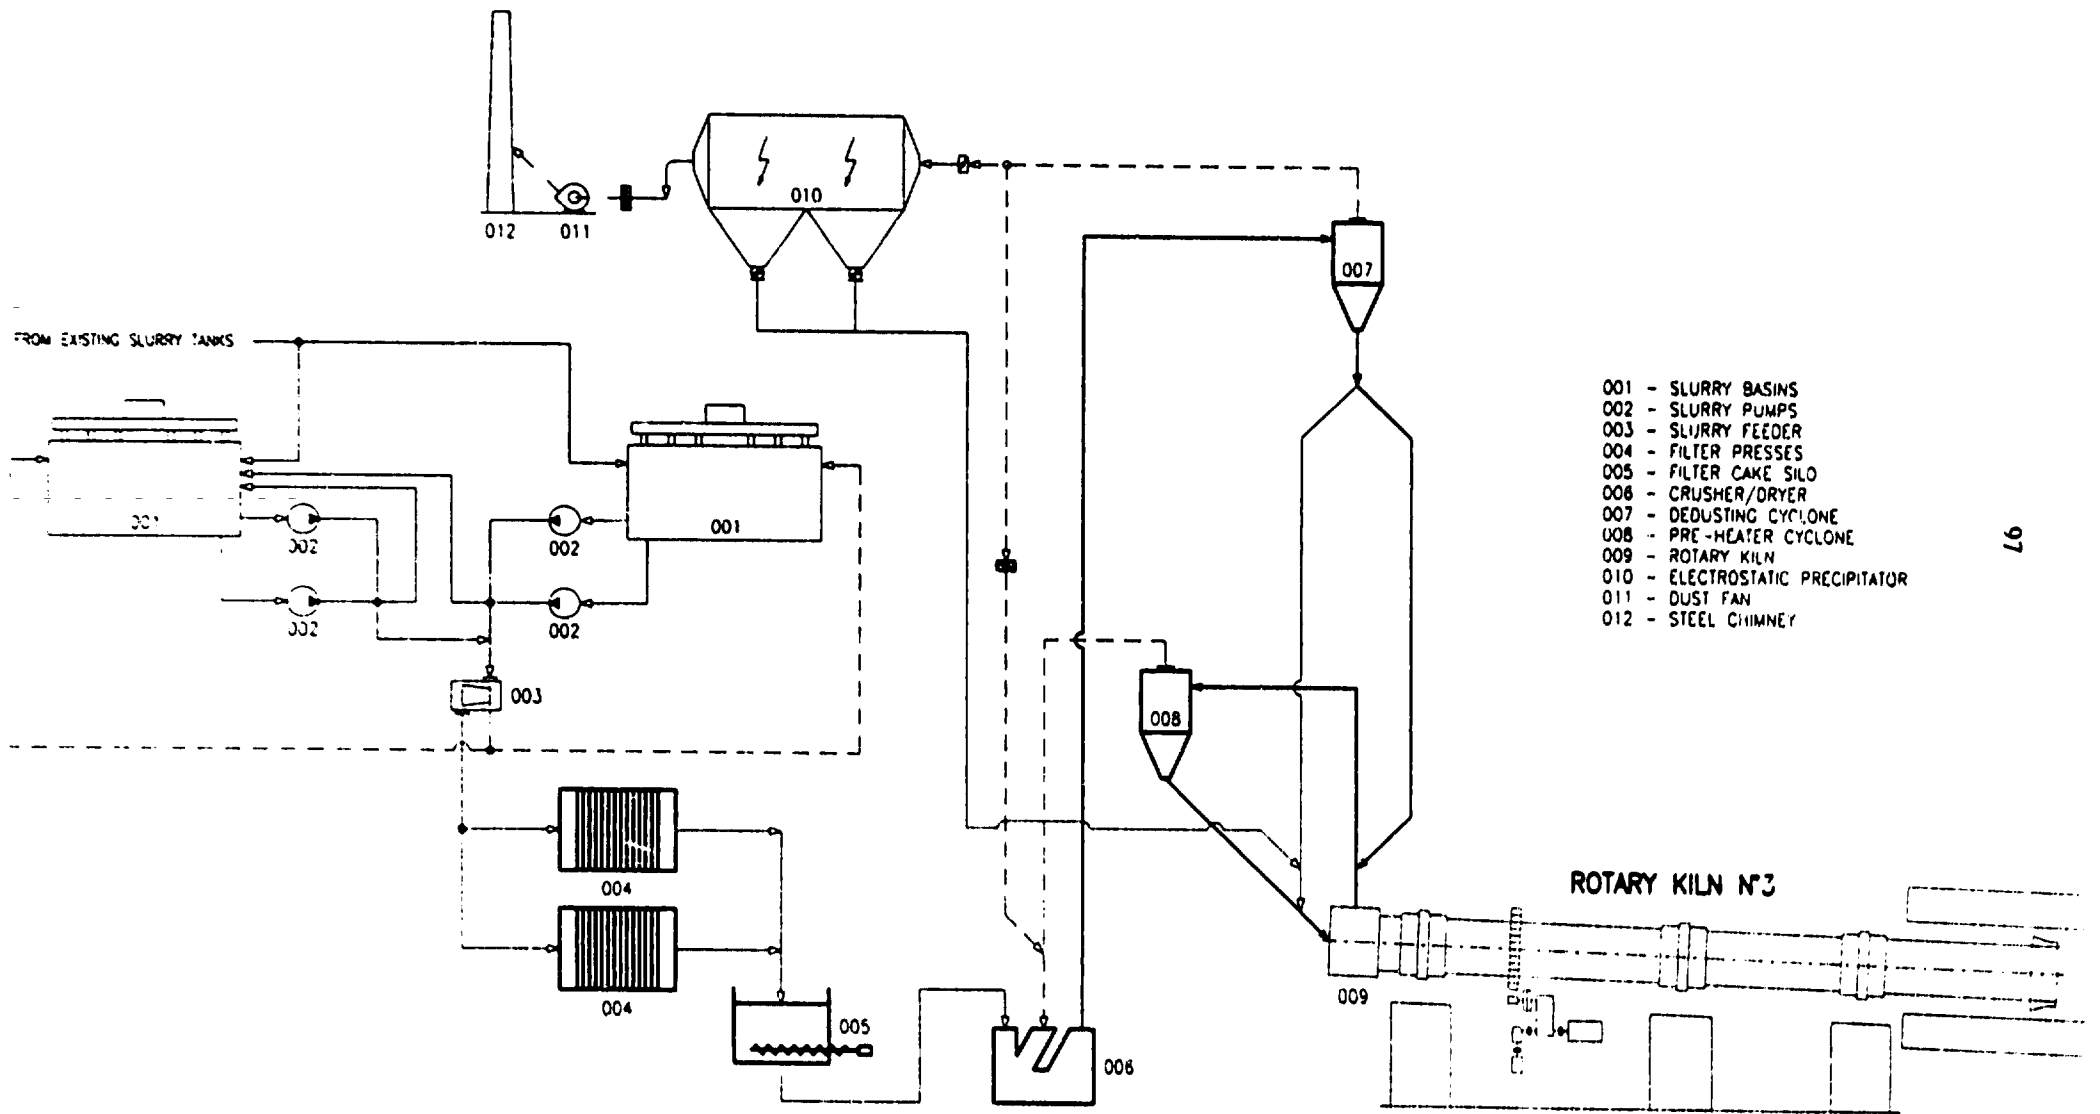 010
012
011
007
FROM EXISTING SLURRY TANKS
001 - SLURRY BASINS
002 - SLURRY PUMPS
003 - SLURRY FEEDER
004 - FILTER PRESSES
005 - FILTER CAKE SILO
006 - CRUSHER/DRYER
007 - DEDUSTING CYCLONE
008 - PRE-HEATER CYCLONE
009 - ROTARY KILN
010 - ELECTROSTATIC PRECIPITATOR
011 - DUST FAN
012 - STEEL CHIMNEY
97
001
001
002
002
002
002
003
008
004
ROTARY KILN N°3
004
009
005
006